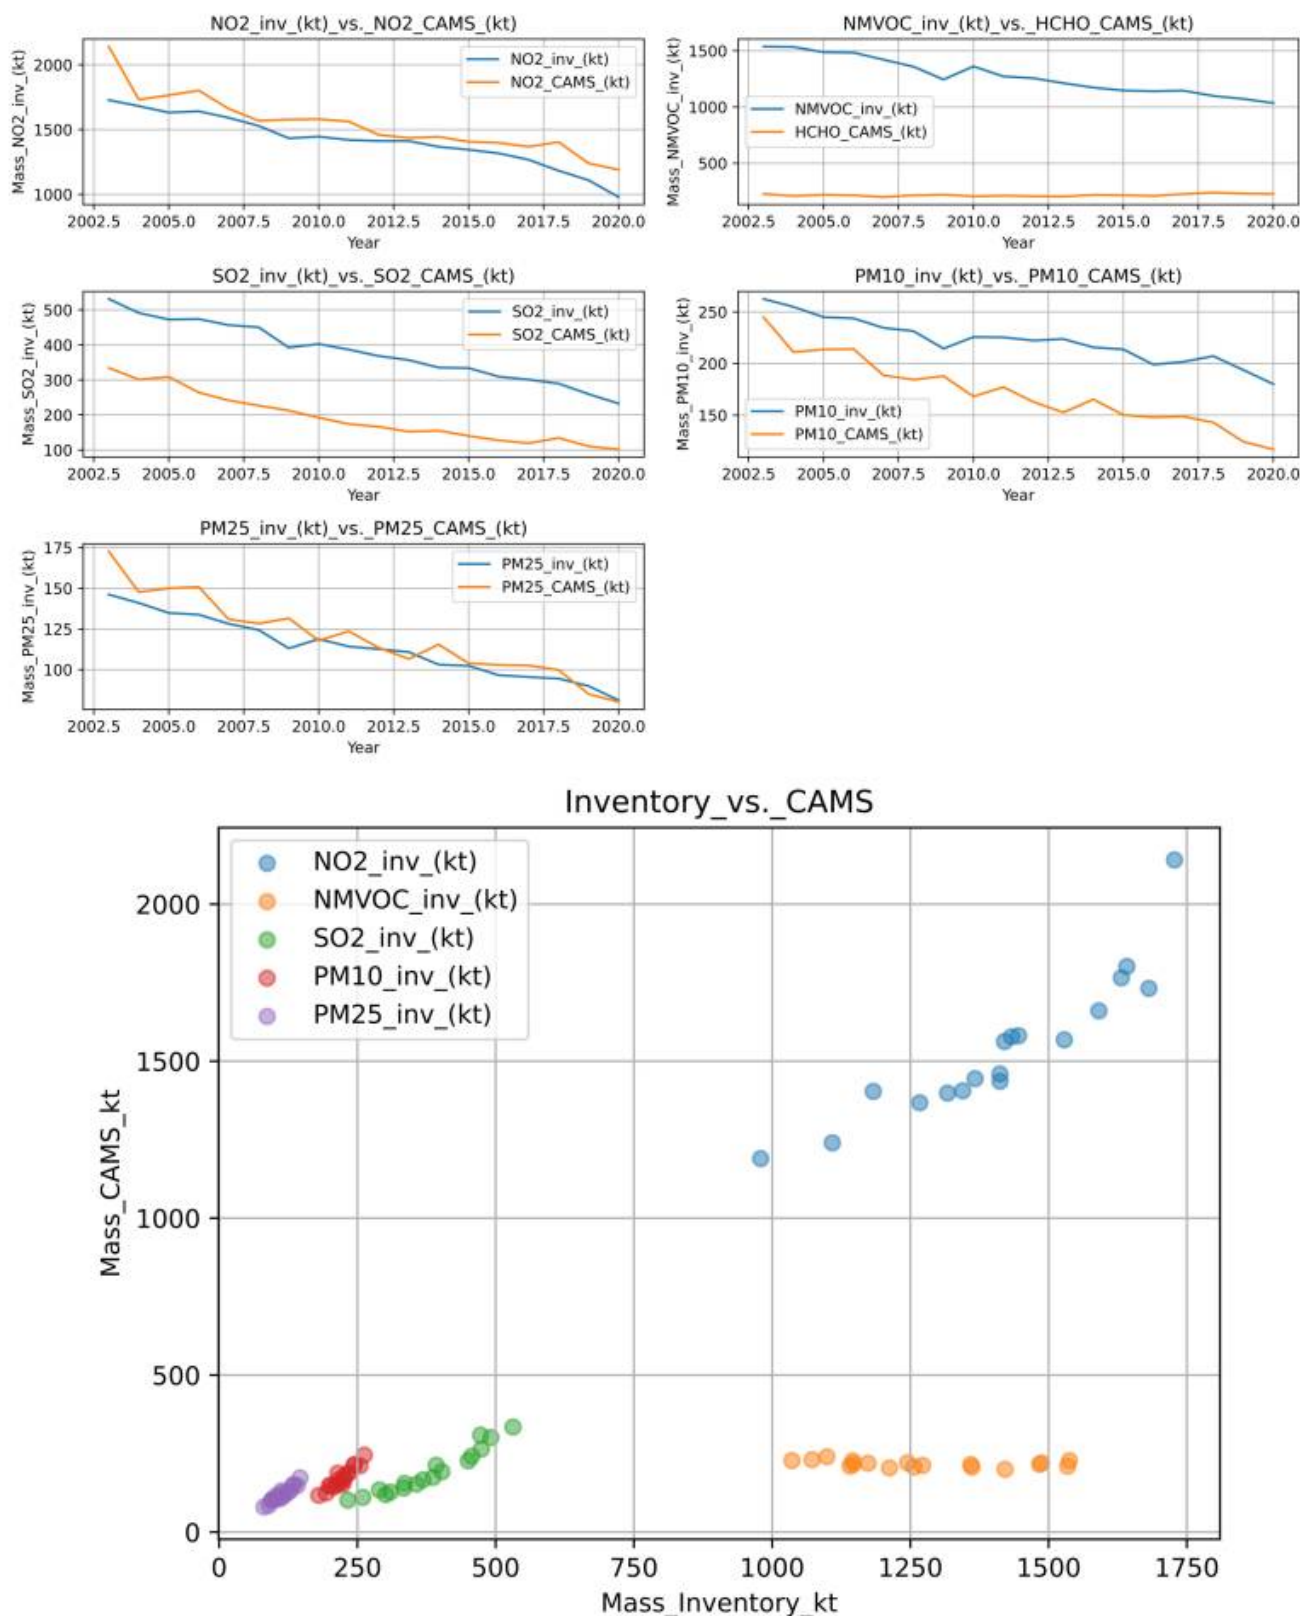 NO2_inv_(kt)_vs._NO2_CAMS_(kt)
Mass_NO2_inv_(kt)
2000
1500
1000
NO2_inv_(kt)
NO2_CAMS_(kt)
2002.5 2005.0 2007.5 2010.0 2012.5 2015.0 2017.5 2020.0
Year
NMVOC_inv_(kt)_vs._HCHO_CAMS_(kt)
Mass_NMVOC_inv_(kt)
1500
1000
500
NMVOC_inv_(kt)
HCHO_CAMS_(kt)
2002.5 2005.0 2007.5 2010.0 2012.5 2015.0 2017.5 2020.0
Year
SO2_inv_(kt)_vs._SO2_CAMS_(kt)
Mass_SO2_inv_(kt)
500
400
300
200
100
SO2_inv_(kt)
SO2_CAMS_(kt)
2002.5 2005.0 2007.5 2010.0 2012.5 2015.0 2017.5 2020.0
Year
PM10_inv_(kt)_vs._PM10_CAMS_(kt)
Mass_PM10_inv_(kt)
250
200
150
PM10_inv_(kt)
PM10_CAMS_(kt)
2002.5 2005.0 2007.5 2010.0 2012.5 2015.0 2017.5 2020.0
Year
PM25_inv_(kt)_vs._PM25_CAMS_(kt)
Mass_PM25_inv_(kt)
175
150
125
100
PM25_inv_(kt)
PM25_CAMS_(kt)
2002.5 2005.0 2007.5 2010.0 2012.5 2015.0 2017.5 2020.0
Year
Inventory_vs._CAMS
Mass_CAMS_kt
2000
1500
1000
500
0
NO2_inv_(kt)
NMVOC_inv_(kt)
SO2_inv_(kt)
PM10_inv_(kt)
PM25_inv_(kt)
0 250 500 750 1000 1250 1500 1750
Mass_Inventory_kt